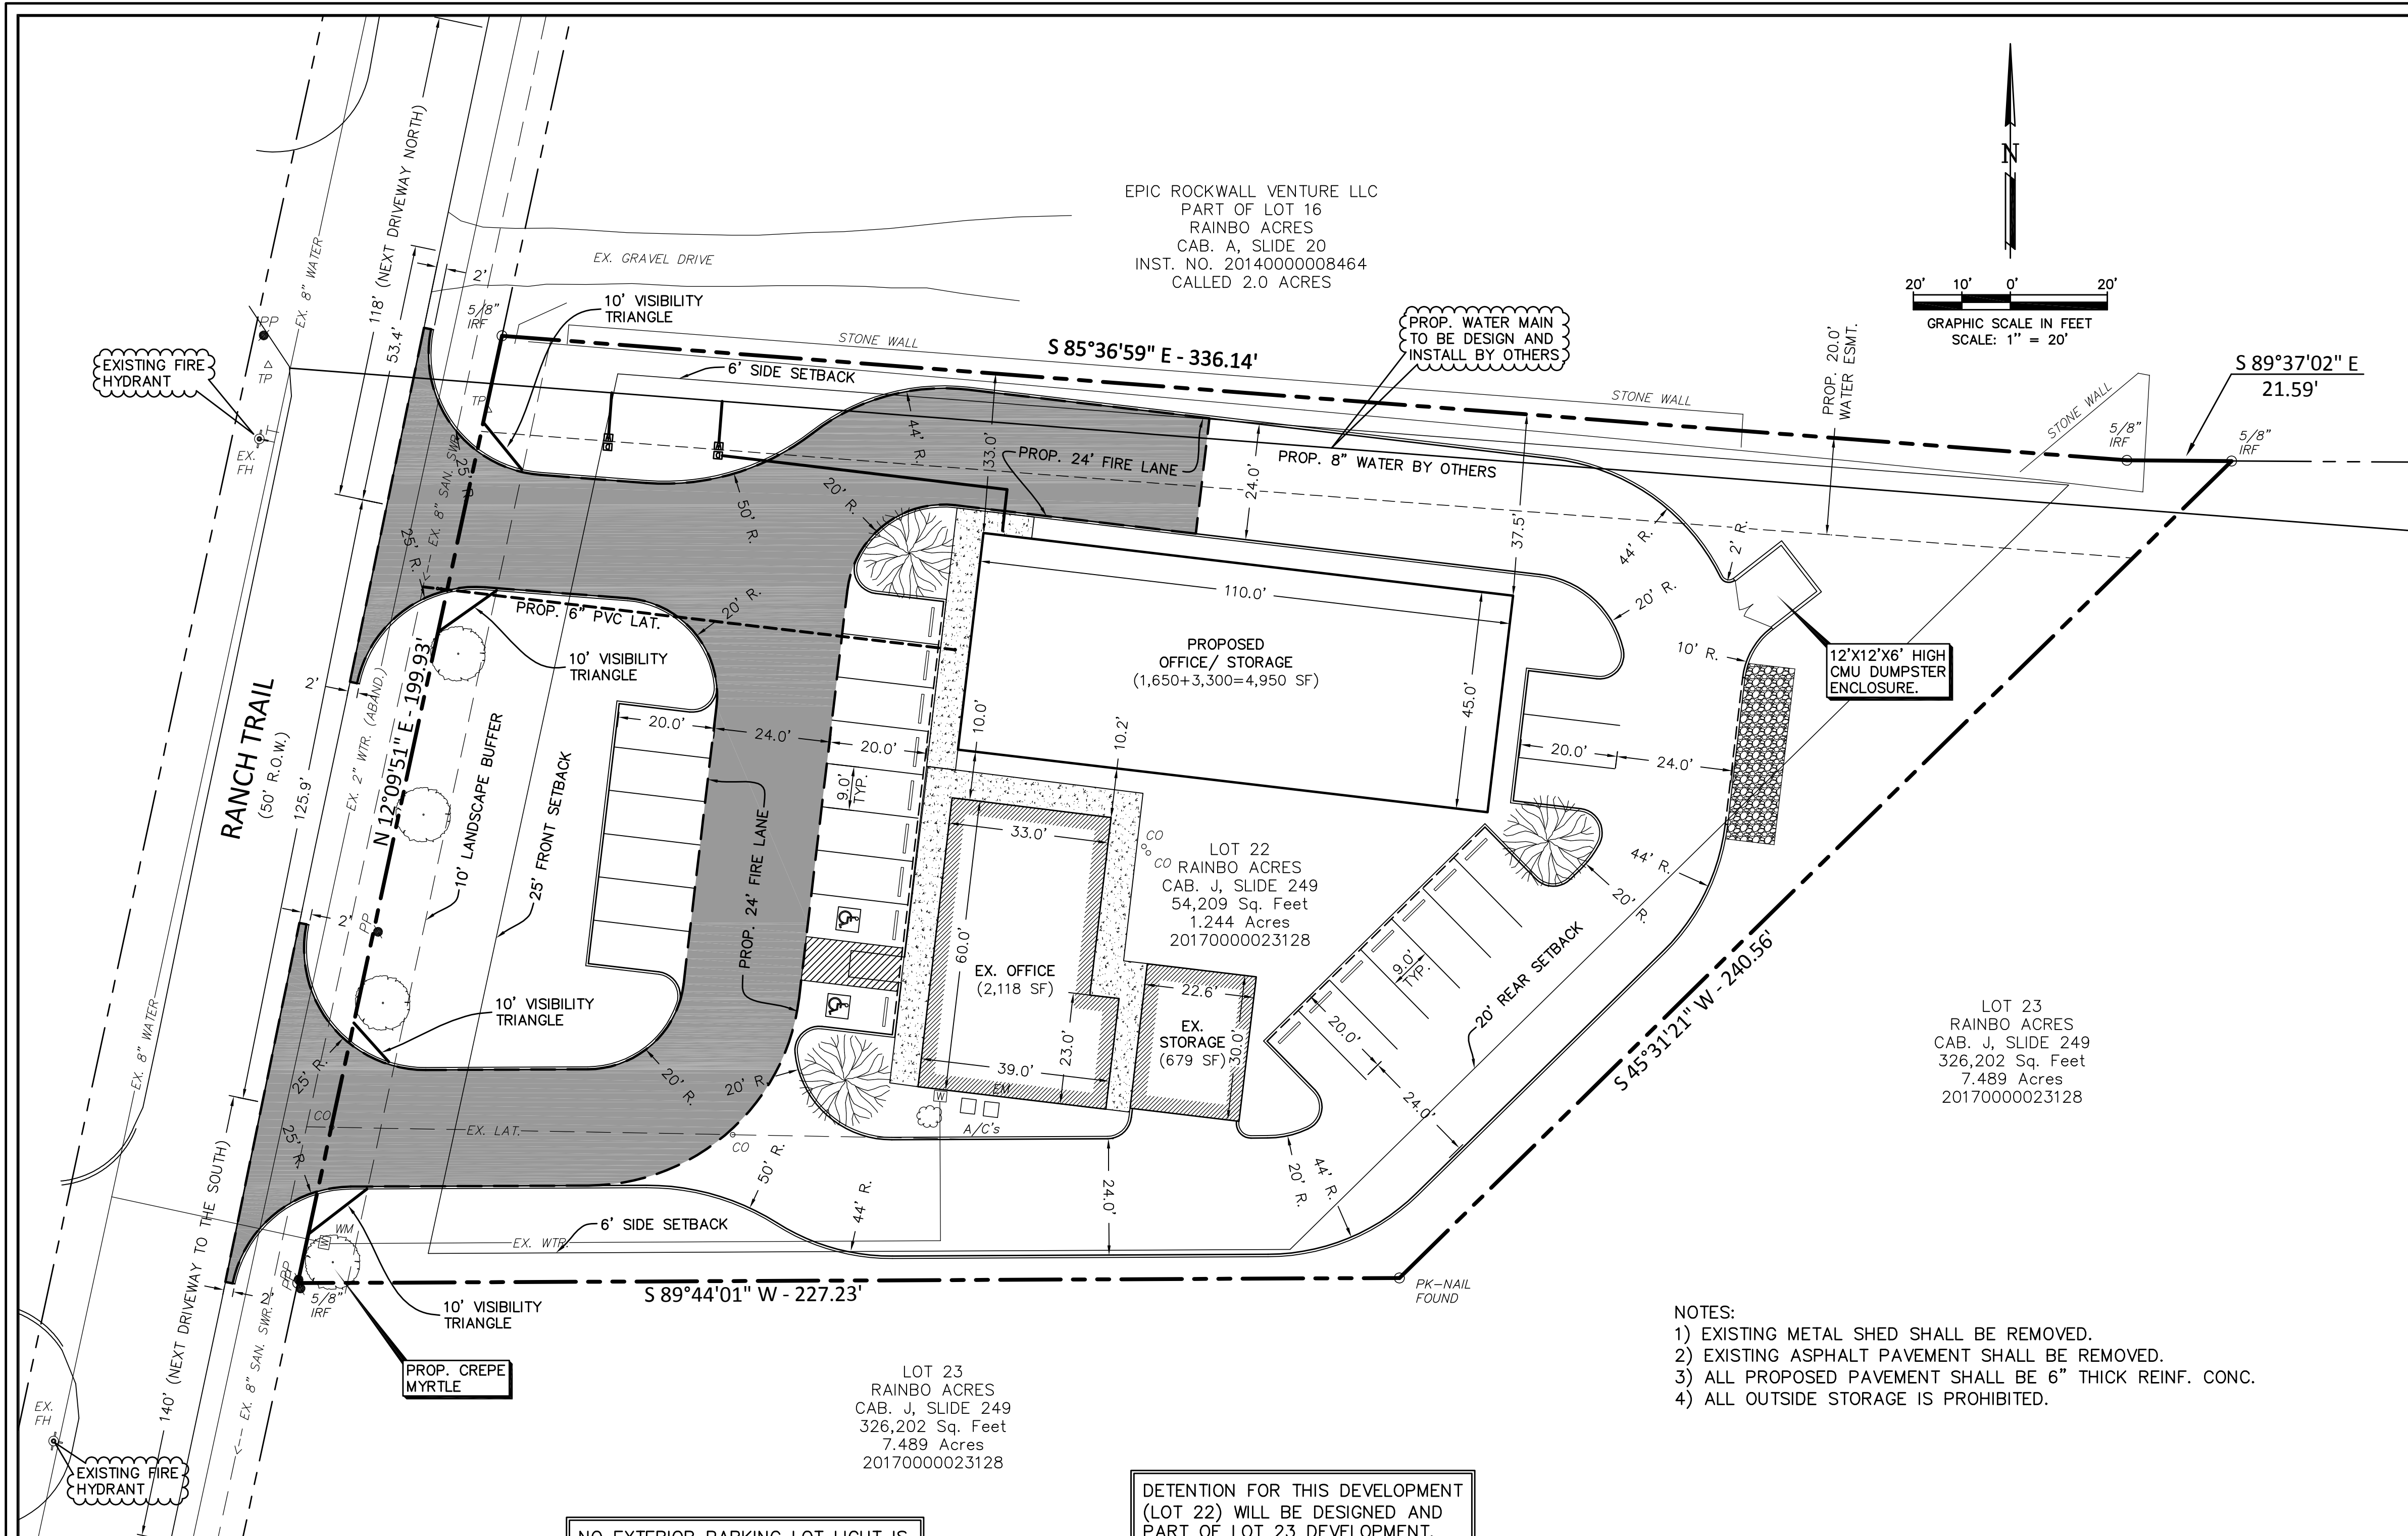 118' (NEXT DRIVEWAY NORTH)
53.4'
EX. 8" WATER
2'
EX. GRAVEL DRIVE
5/8"
IRF
10' VISIBILITY
TRIANGLE
EPIC ROCKWALL VENTURE LLC
PART OF LOT 16
RAINBO ACRES
CAB. A, SLIDE 20
INST. NO. 20140000008464
CALLED 2.0 ACRES
N
20' 10' 0' 20'
GRAPHIC SCALE IN FEET
SCALE: 1" = 20'
PROP. WATER MAIN
TO BE DESIGN AND
INSTALL BY OTHERS
PP
TP
EXISTING FIRE
HYDRANT
EX.
FH
STONE WALL
S 85°36'59" E - 336.14'
6' SIDE SETBACK
STONE WALL
PROP. 20.0'
WATER ESMT.
STONE WALL
S 89°37'02" E
21.59'
5/8"
IRF
5/8"
IRF
TP
EX. 8" SAN. SWR.
25' R.
25' R.
44' R.
33.0'
PROP. 24' FIRE LANE
24.0'
PROP. 8" WATER BY OTHERS
20' R.
50' R.
37.5'
44' R.
2' R.
20' R.
10' R.
12'X12'X6' HIGH
CMU DUMPSTER
ENCLOSURE.
110.0'
PROPOSED
OFFICE/ STORAGE
(1,650+3,300=4,950 SF)
45.0'
PROP. 6" PVC LAT.
20' R.
10' VISIBILITY
TRIANGLE
2'
RANCH TRAIL
(50' R.O.W.)
125.9'
EX. 2" WTR. (ABAND.)
N 12°09'51" E - 199.93'
10' LANDSCAPE BUFFER
25' FRONT SETBACK
20.0'
24.0'
20.0'
9.0'
TYP.
10.0'
10.2'
20.0'
24.0'
PROP. 24' FIRE LANE
33.0'
CO
CO
LOT 22
RAINBO ACRES
CAB. J, SLIDE 249
54,209 Sq. Feet
1.244 Acres
20170000023128
44' R.
20' R.
2'
PP
60.0'
EX. OFFICE
(2,118 SF)
22.6'
EX.
STORAGE
(679 SF)
30.0'
23.0'
39.0'
9.0'
TYP.
20.0'
24.0'
20' REAR SETBACK
S 45°31'21" W - 240.56'
LOT 23
RAINBO ACRES
CAB. J, SLIDE 249
326,202 Sq. Feet
7.489 Acres
20170000023128
10' VISIBILITY
TRIANGLE
25' R.
20' R.
20' R.
EX. 8" WATER
CO
EX. LAT.
CO
W
EM
A/C's
25' R.
50' R.
44' R.
24.0'
20' R.
44' R.
140' (NEXT DRIVEWAY TO THE SOUTH)
WM
W
EX. WTR.
6' SIDE SETBACK
PP
PP
2'
5/8"
IRF
10' VISIBILITY
TRIANGLE
S 89°44'01" W - 227.23'
PK-NAIL
FOUND
EX. 8" SAN. SWR.
PROP. CREPE
MYRTLE
EX.
FH
EXISTING FIRE
HYDRANT
LOT 23
RAINBO ACRES
CAB. J, SLIDE 249
326,202 Sq. Feet
7.489 Acres
20170000023128
NOTES:
1) EXISTING METAL SHED SHALL BE REMOVED.
2) EXISTING ASPHALT PAVEMENT SHALL BE REMOVED.
3) ALL PROPOSED PAVEMENT SHALL BE 6" THICK REINF. CONC.
4) ALL OUTSIDE STORAGE IS PROHIBITED.
NO EXTERIOR PARKING LOT LIGHT IS
DETENTION FOR THIS DEVELOPMENT
(LOT 22) WILL BE DESIGNED AND
PART OF LOT 23 DEVELOPMENT.